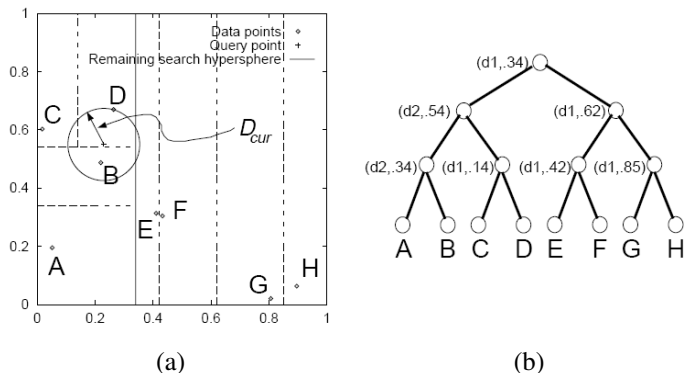 1
0.8
0.6
0.4
0.2
0
0
0.2
0.4
0.6
0.8
1
Data points
Query point
Remaining search hypersphere
C
D
B
Dcur
A
E
F
G
H
(a)
(d1,.34)
(d2,.54)
(d1,.62)
(d2,.34)
(d1,.14)
(d1,.42)
(d1,.85)
A B C D E F G H
(b)